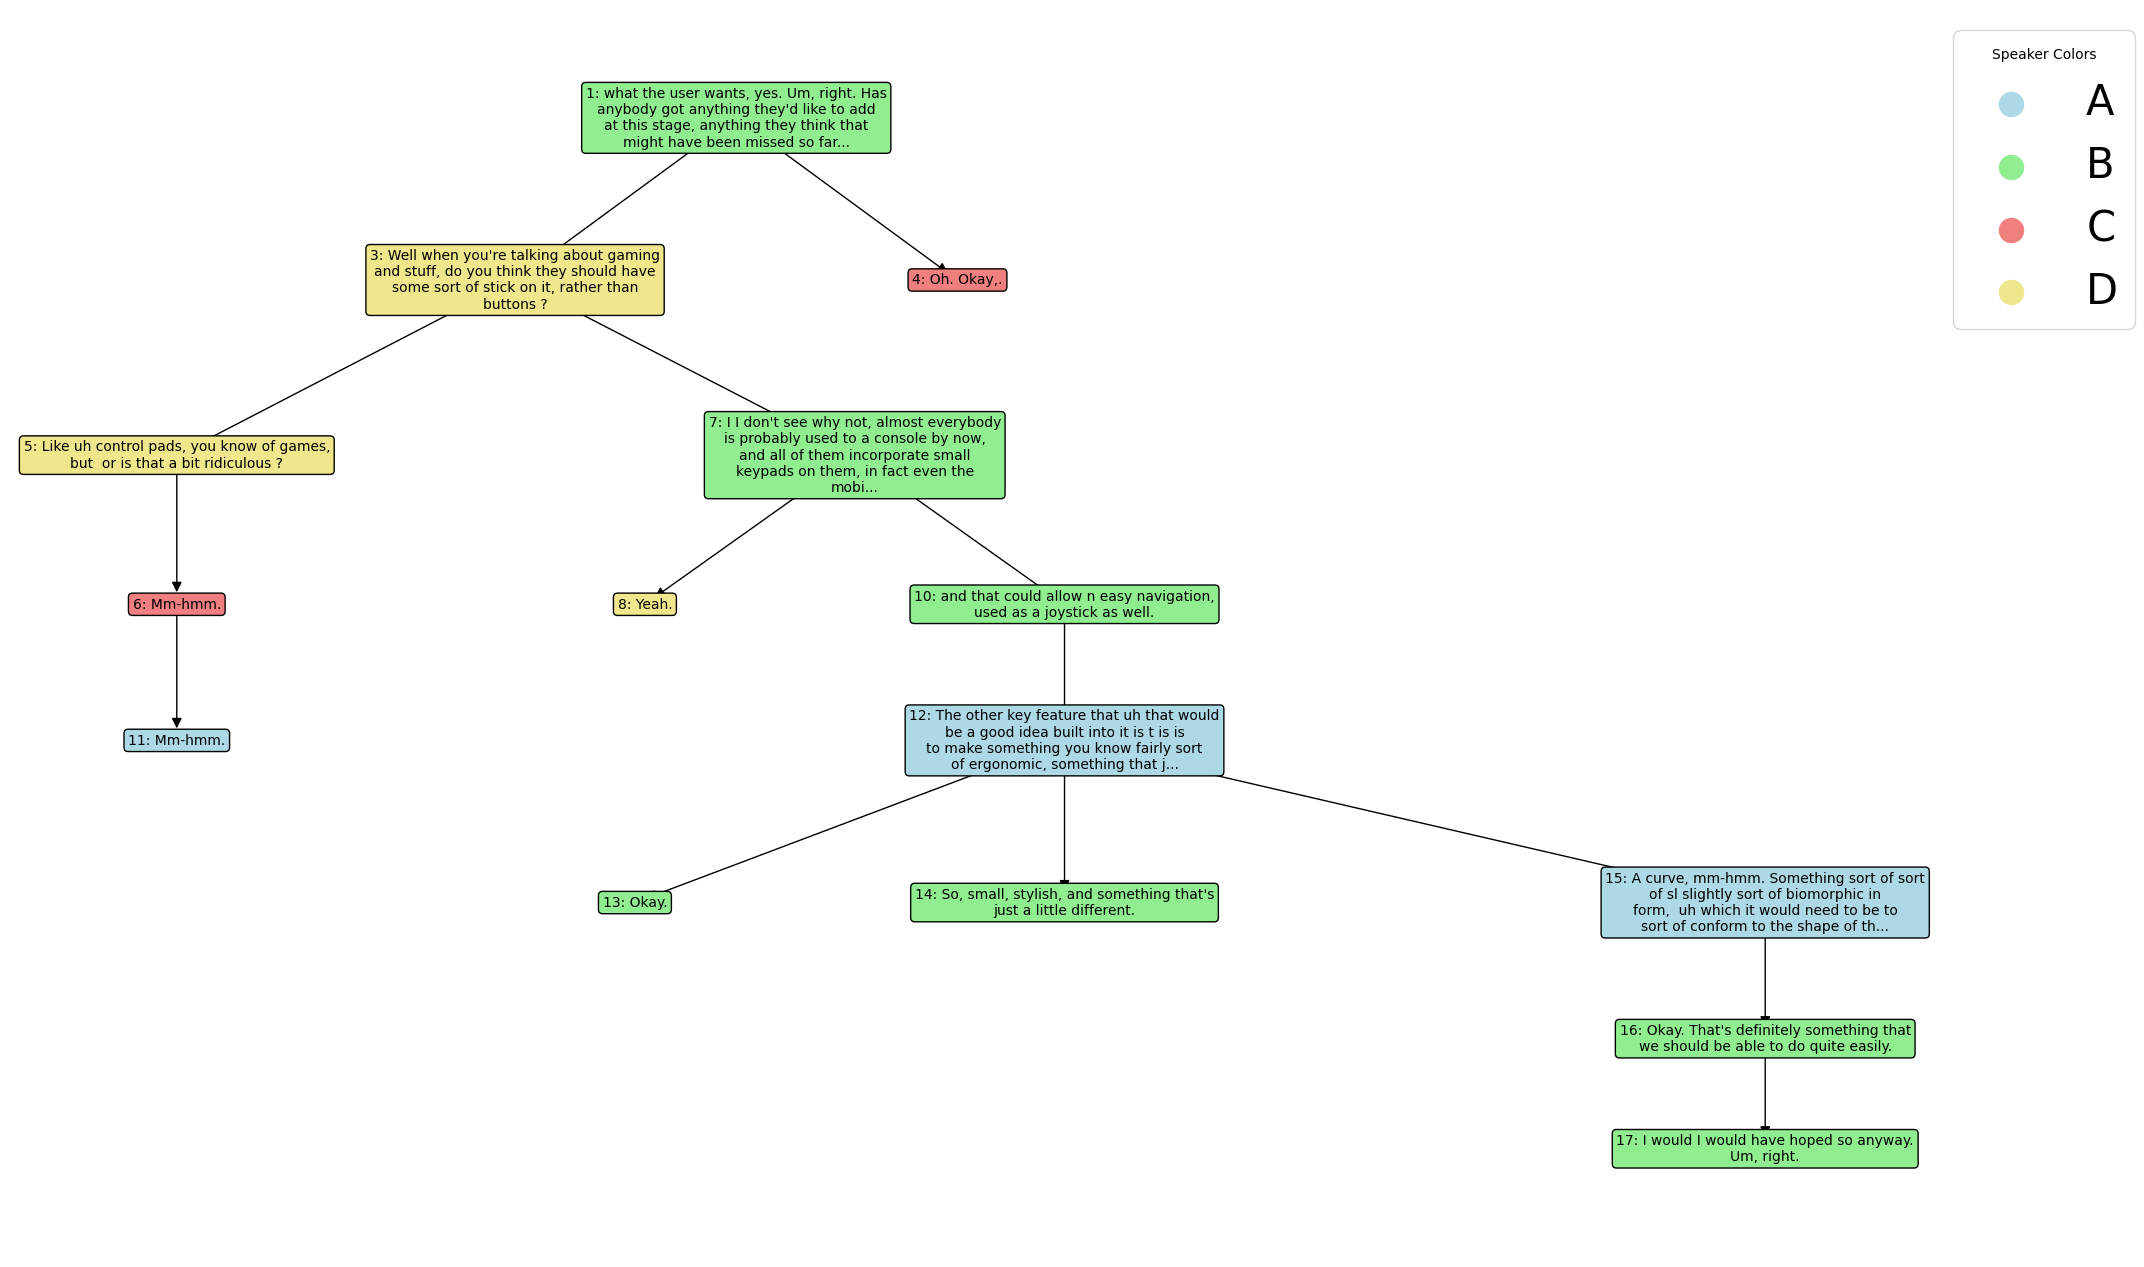 Speaker Colors
A
B
C
D
1: what the user wants, yes. Um, right. Has
anybody got anything they'd like to add
at this stage, anything they think that
might have been missed so far...
3: Well when you're talking about gaming
and stuff, do you think they should have
some sort of stick on it, rather than
buttons ?
4: Oh. Okay,.
5: Like uh control pads, you know of games,
but  or is that a bit ridiculous ?
7: I I don't see why not, almost everybody
is probably used to a console by now,
and all of them incorporate small
keypads on them, in fact even the
mobi...
6: Mm-hmm.
8: Yeah.
10: and that could allow n easy navigation,
used as a joystick as well.
11: Mm-hmm.
12: The other key feature that uh that would
be a good idea built into it is t is is
to make something you know fairly sort
of ergonomic, something that j...
13: Okay.
14: So, small, stylish, and something that's
just a little different.
15: A curve, mm-hmm. Something sort of sort
of sl slightly sort of biomorphic in
form,  uh which it would need to be to
sort of conform to the shape of th...
16: Okay. That's definitely something that
we should be able to do quite easily.
17: I would I would have hoped so anyway.
Um, right.